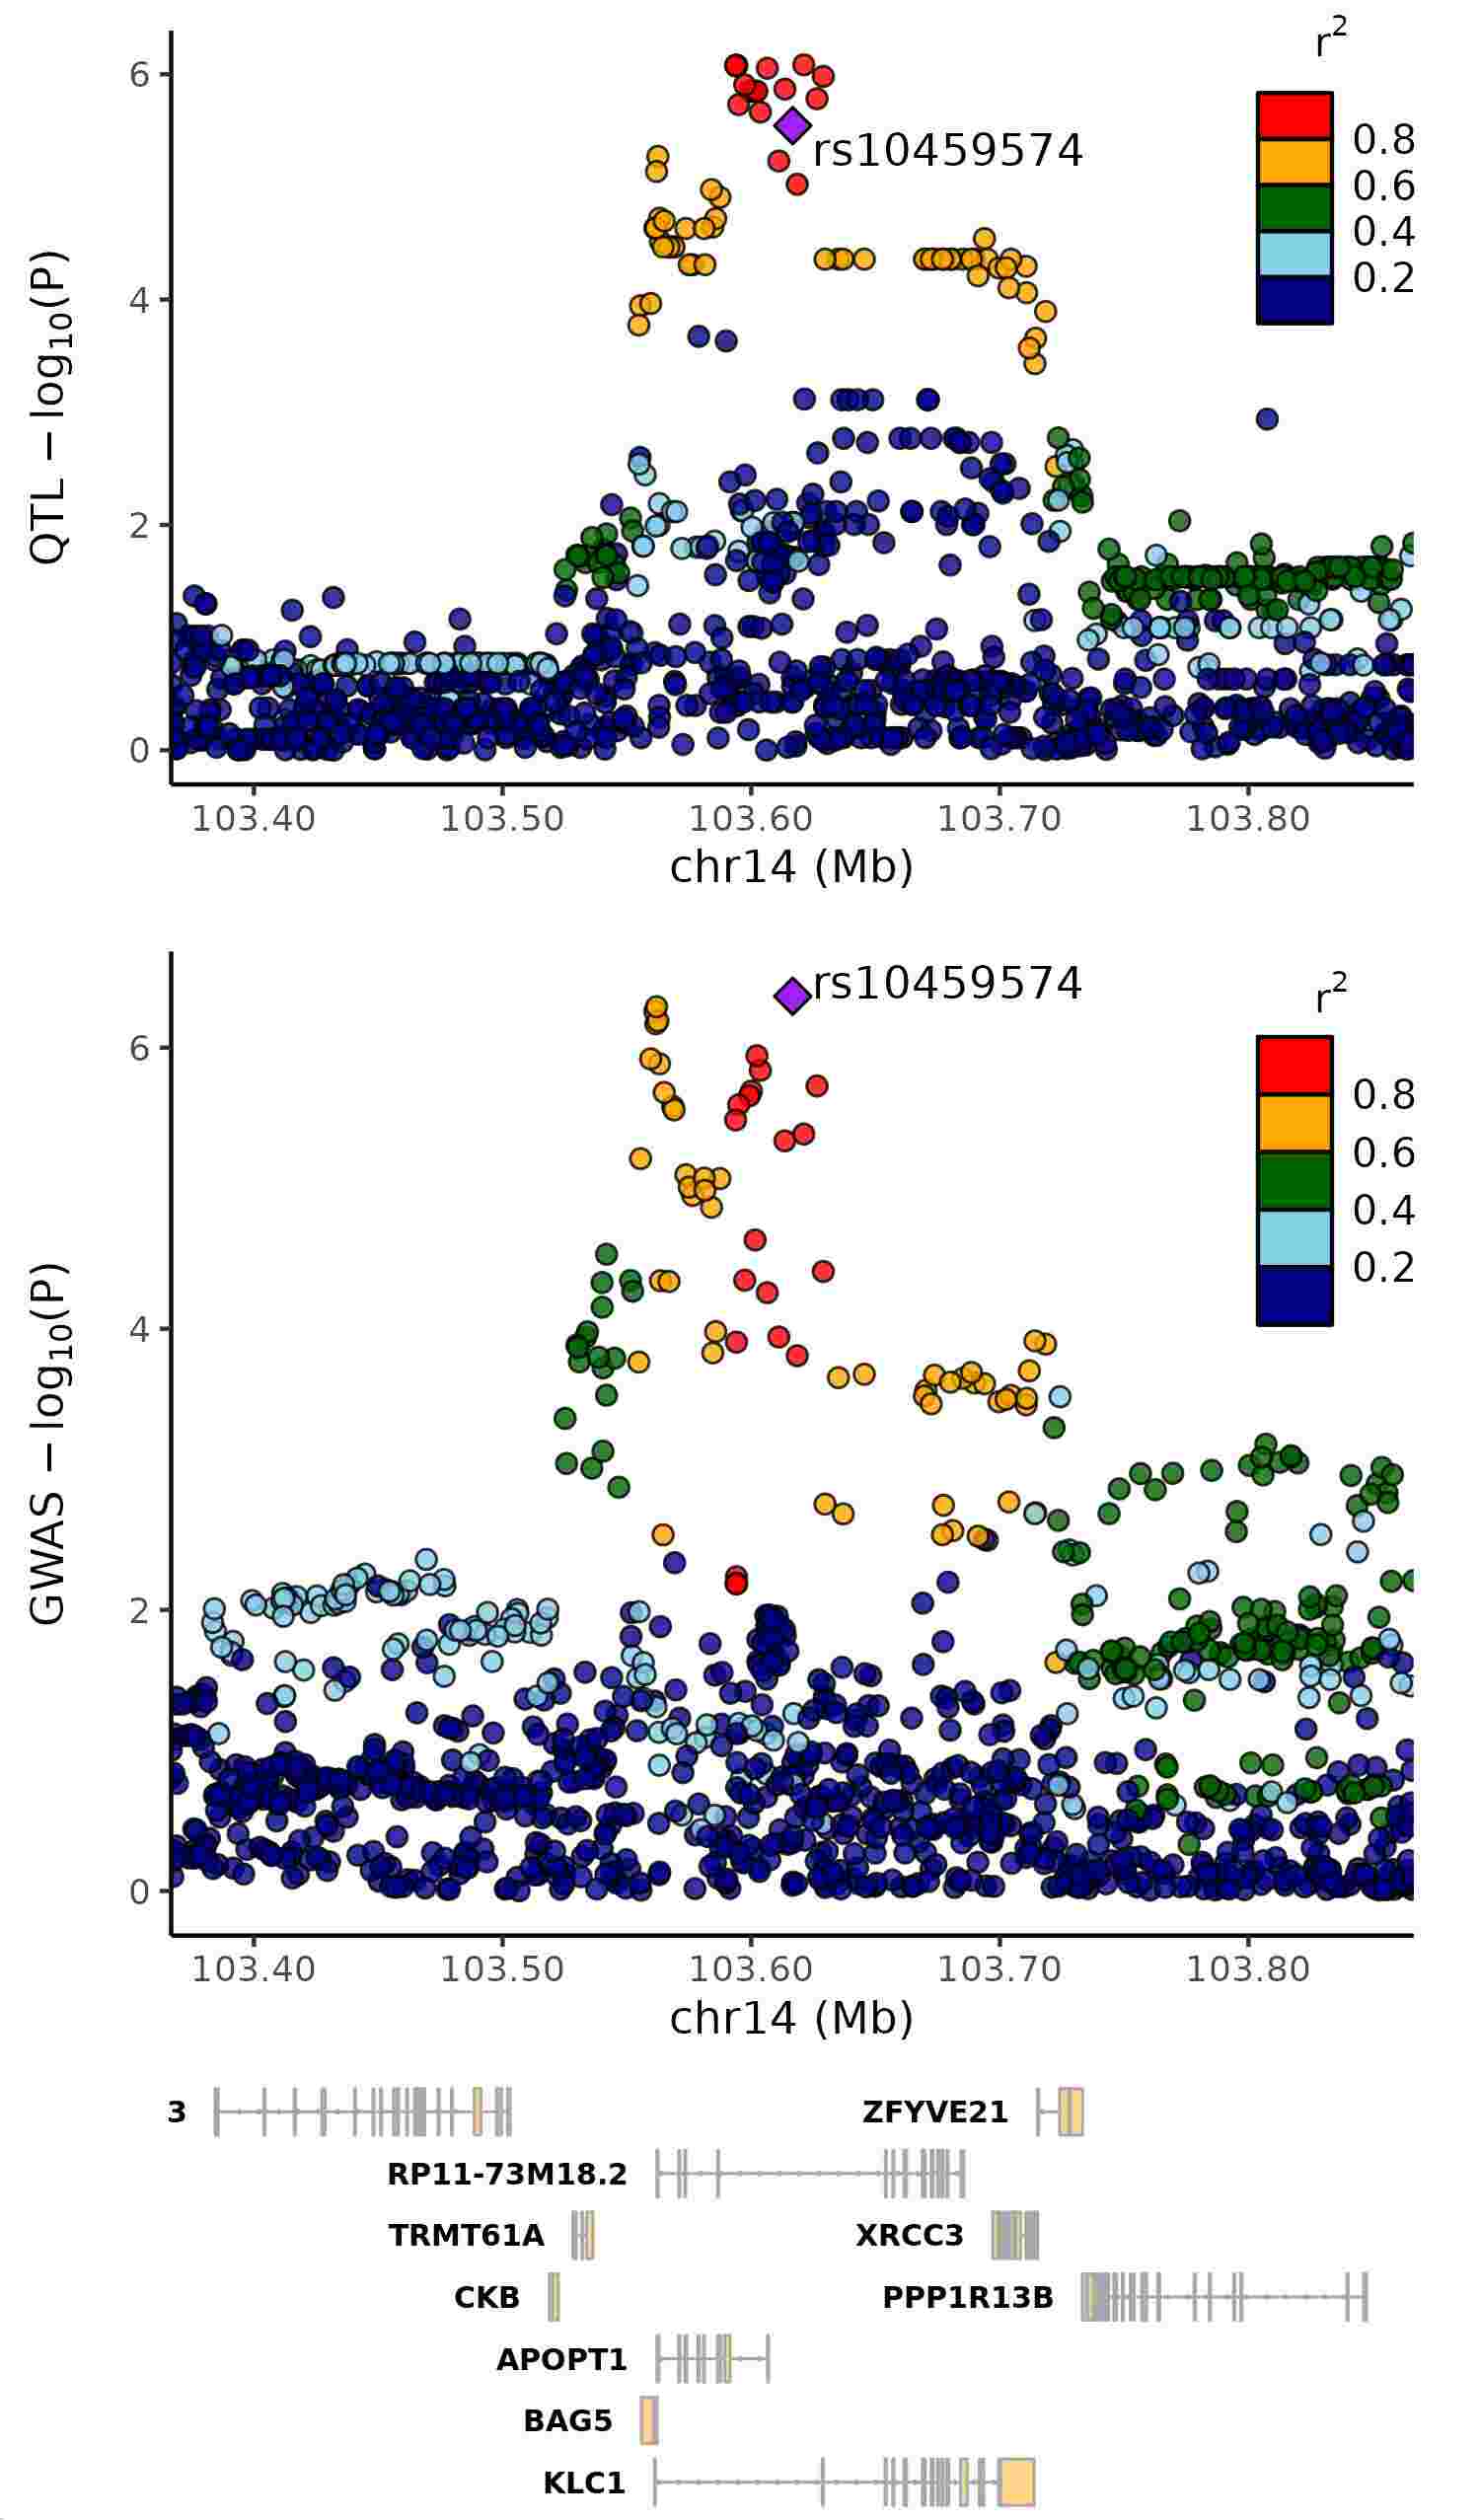 r²
6
4
2
0
0.8
0.6
0.4
0.2
rs10459574
QTL − log₁₀(P)
103.40 103.50 103.60 103.70 103.80
chr14 (Mb)
rs10459574
r²
6
4
2
0
0.8
0.6
0.4
0.2
GWAS − log₁₀(P)
103.40 103.50 103.60 103.70 103.80
chr14 (Mb)
3 ZFYVE21
RP11-73M18.2
TRMT61A XRCC3
CKB PPP1R13B
APOPT1
BAG5
KLC1